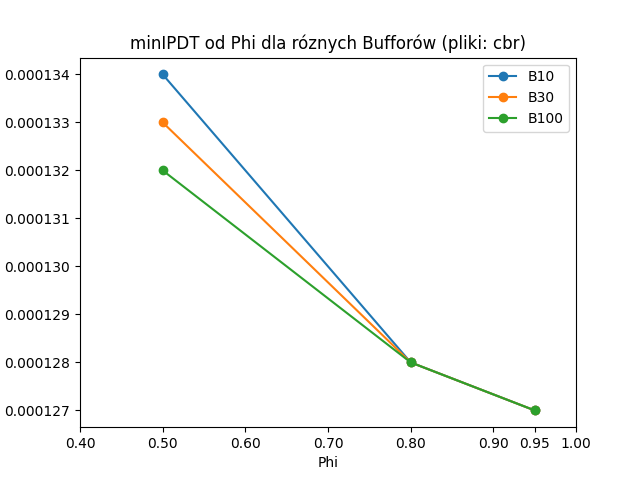 minIPDT od Phi dla róznych Bufforów (pliki: cbr)
B10
B30
B100
0.000134
0.000133
0.000132
0.000131
0.000130
0.000129
0.000128
0.000127
0.40 0.50 0.60 0.70 0.80 0.90 0.95 1.00
Phi